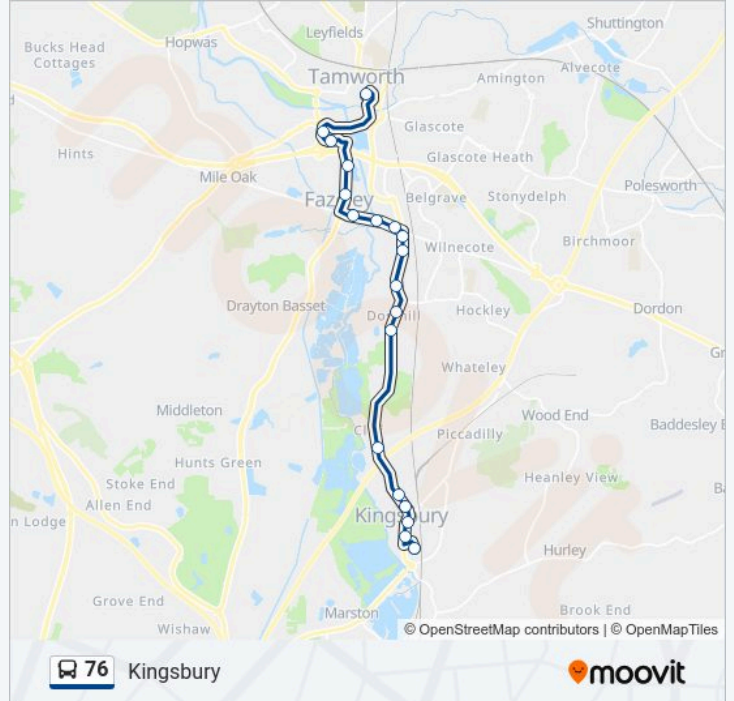 Shuttington
Leyfields
Bucks Head
Cottages
Hopwas
Alvecote
Tamworth
Amington
Glascote
Hints
Glascote Heath
Mile Oak
Polesworth
Belgrave
Stonydelph
Birchmoor
Wilnecote
Drayton Basset
Hockley
Dordon
Whateley
Middleton
Wood End
Piccadilly
Baddesley
Hunts Green
Stoke End
Heanley View
Allen End
n Lodge
Kingsbury
Hurley
Grove End
Marston
Brook End
Wishaw
© OpenStreetMap contributors | © OpenMapTiles
76 Kingsbury
moovit